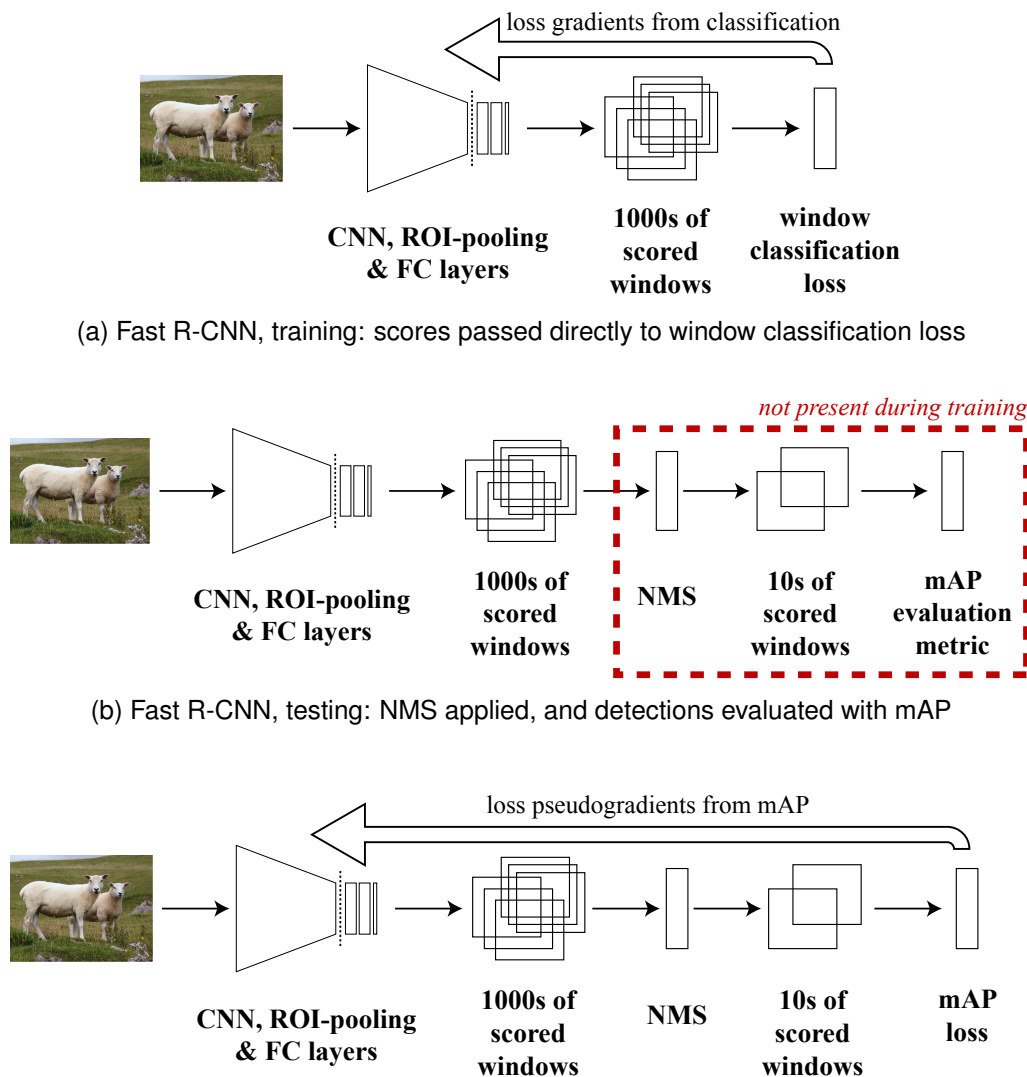 loss gradients from classification
CNN, ROI-pooling
& FC layers
1000s of
scored
windows
window
classification
loss
(a) Fast R-CNN, training: scores passed directly to window classification loss
not present during training
CNN, ROI-pooling
& FC layers
1000s of
scored
windows
NMS
10s of
scored
windows
mAP
evaluation
metric
(b) Fast R-CNN, testing: NMS applied, and detections evaluated with mAP
loss pseudogradients from mAP
CNN, ROI-pooling
& FC layers
1000s of
scored
windows
NMS
10s of
scored
windows
mAP
loss